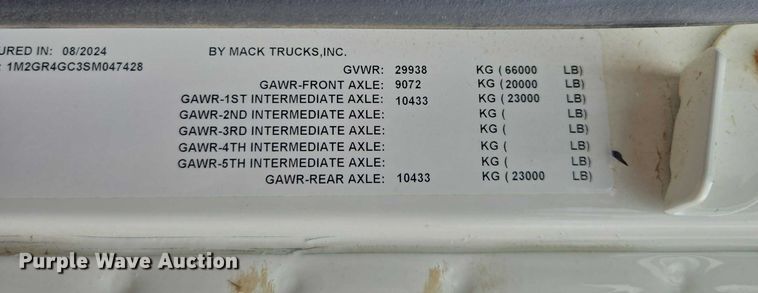 URED IN: 08/2024 BY MACK TRUCKS,INC.
: 1M2GR4GC3SM047428
GVWR: 29938 KG ( 66000 LB)
GAWR-FRONT AXLE: 9072 KG ( 20000 LB)
GAWR-1ST INTERMEDIATE AXLE: 10433 KG ( 23000 LB)
GAWR-2ND INTERMEDIATE AXLE: KG ( LB)
GAWR-3RD INTERMEDIATE AXLE: KG ( LB)
GAWR-4TH INTERMEDIATE AXLE: KG ( LB)
GAWR-5TH INTERMEDIATE AXLE: KG ( LB)
GAWR-REAR AXLE: 10433 KG ( 23000 LB)
Purple Wave Auction